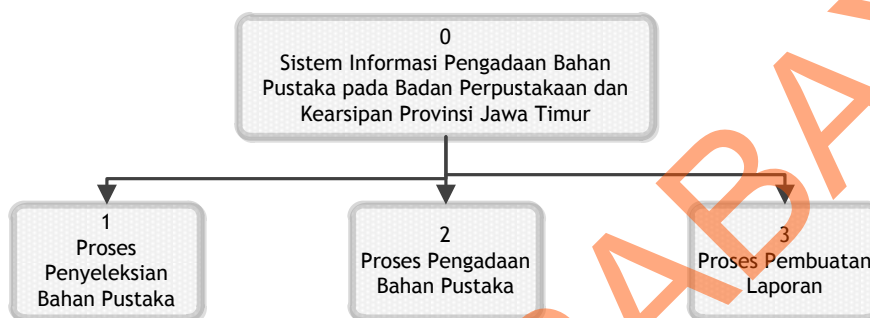 0
Sistem Informasi Pengadaan Bahan
Pustaka pada Badan Perpustakaan dan
Kearsipan Provinsi Jawa Timur
1
Proses
Penyeleksian
Bahan Pustaka
2
Proses Pengadaan
Bahan Pustaka
3
Proses Pembuatan
Laporan
ABA